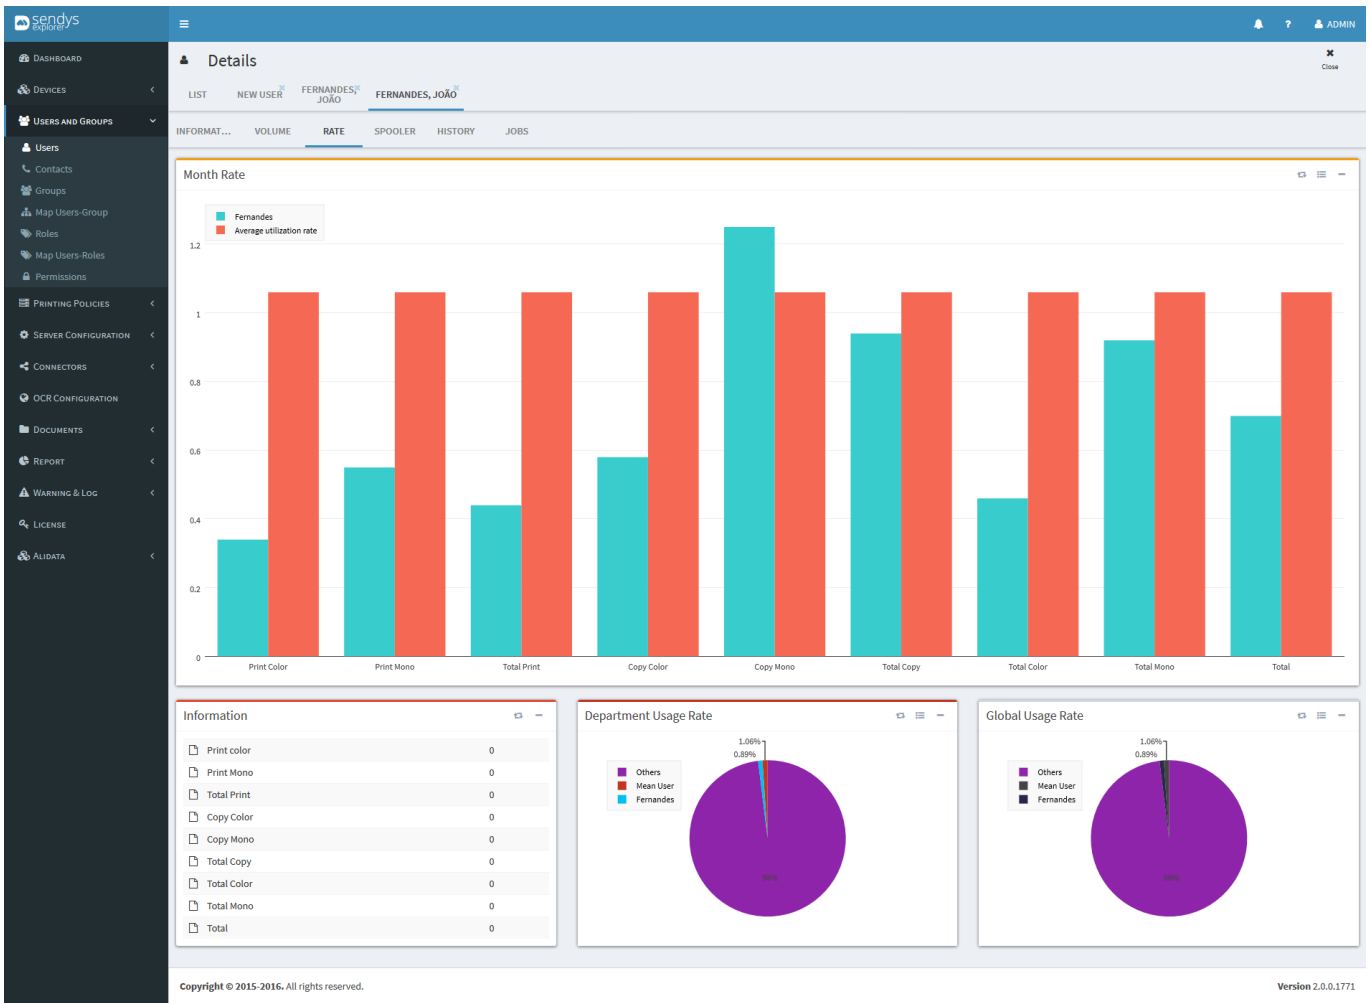 sendys
explorer
ADMIN
DASHBOARD
DEVICES
USERS AND GROUPS
Users
Contacts
Groups
Map Users-Group
Roles
Map Users-Roles
Permissions
PRINTING POLICIES
SERVER CONFIGURATION
CONNECTORS
OCR CONFIGURATION
DOCUMENTS
REPORT
WARNING & LOG
LICENSE
ALIDATA
Details
Close
LIST
NEW USER
FERNANDES,
JOÃO
FERNANDES, JOÃO
INFORMAT...
VOLUME
RATE
SPOOLER
HISTORY
JOBS
Month Rate
Fernandes
Average utilization rate
1.2
1
0.8
0.6
0.4
0.2
0
Print Color
Print Mono
Total Print
Copy Color
Copy Mono
Total Copy
Total Color
Total Mono
Total
Information
Print color 0
Print Mono 0
Total Print 0
Copy Color 0
Copy Mono 0
Total Copy 0
Total Color 0
Total Mono 0
Total 0
Department Usage Rate
1.06%
0.89%
Others
Mean User
Fernandes
Global Usage Rate
1.06%
0.89%
Others
Mean User
Fernandes
Copyright © 2015-2016. All rights reserved.
Version 2.0.0.1771